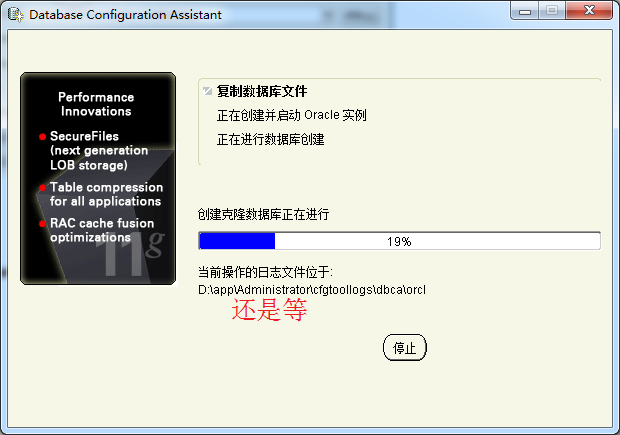 Database Configuration Assistant
Performance
Innovations
SecureFiles
(next generation
LOB storage)
Table compression
for all applications
RAC cache fusion
optimizations
11g
复制数据库文件
正在创建并启动 Oracle 实例
正在进行数据库创建
创建克隆数据库正在进行
19%
当前操作的日志文件位于:
D:\app\Administrator\cfgtoollogs\dbca\orcl
还是等
停止